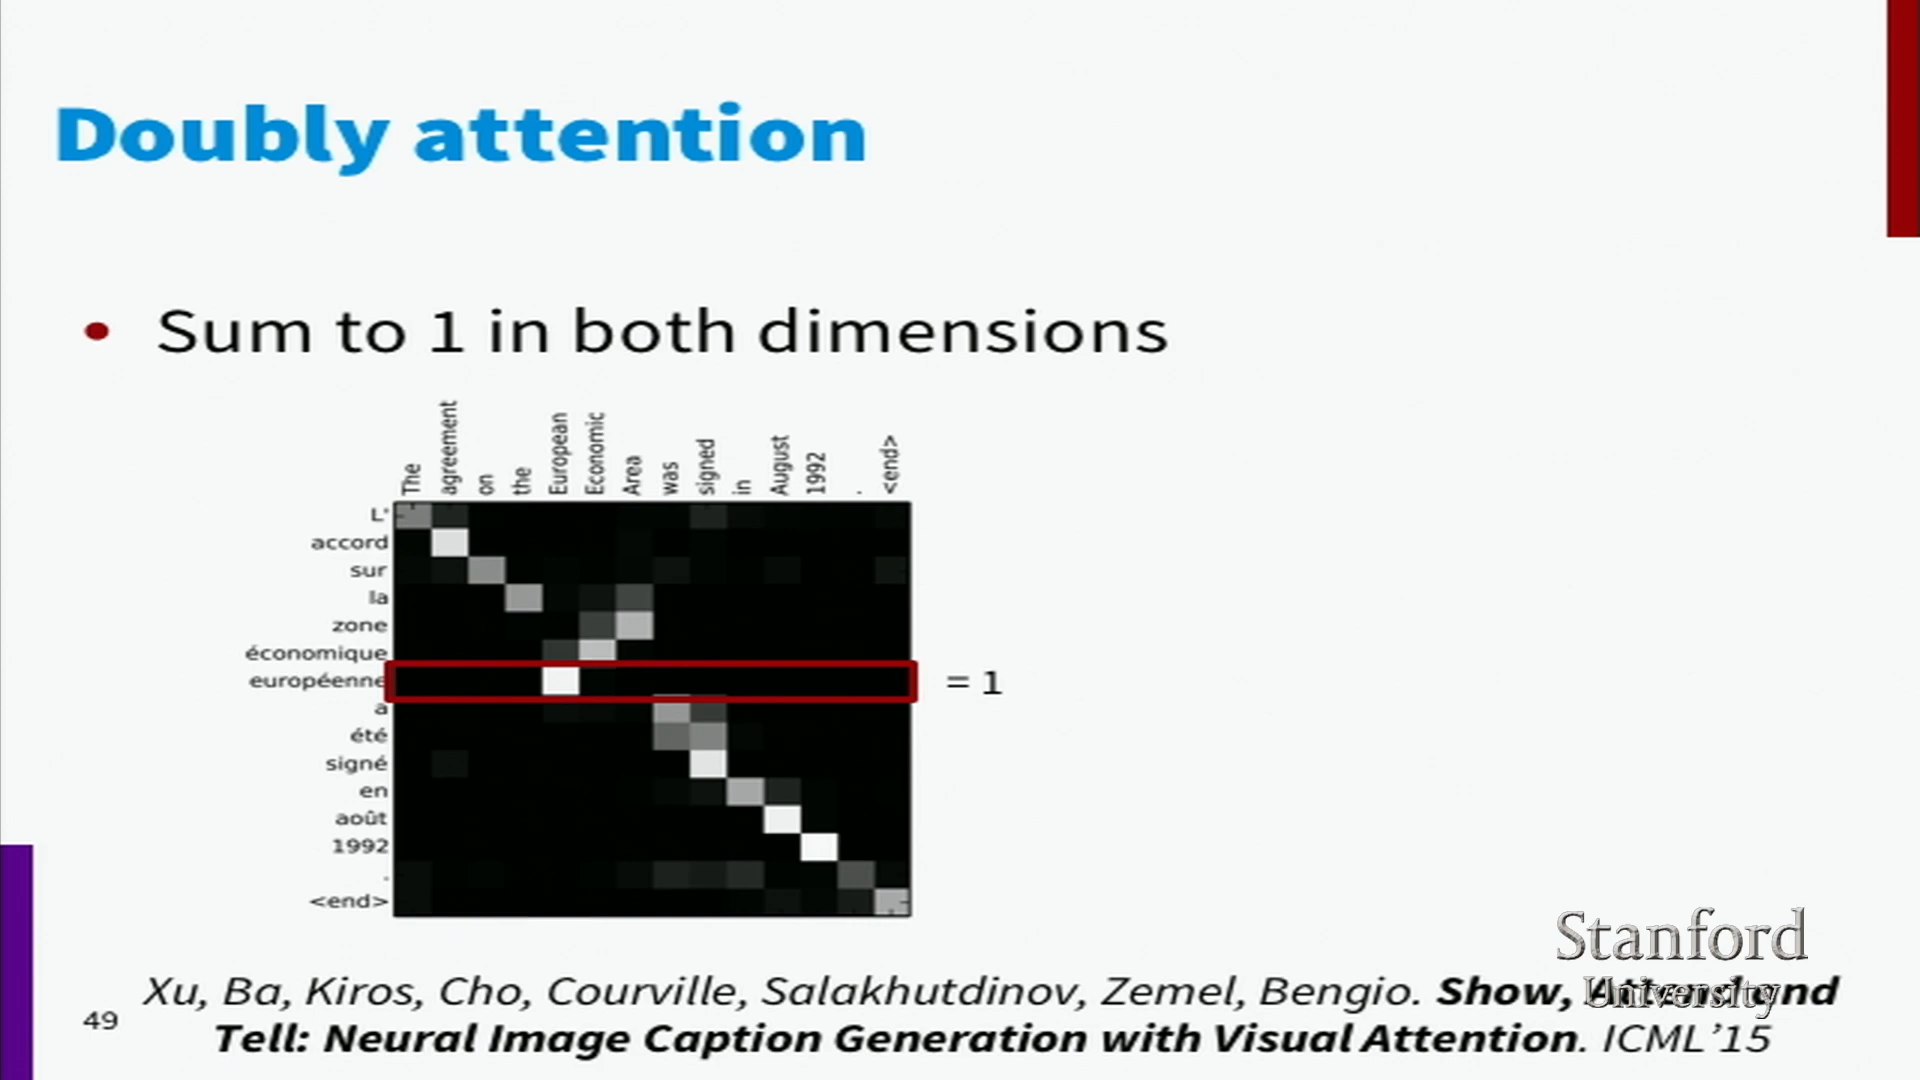 Doubly attention
• Sum to 1 in both dimensions
The agreement on the European Economic Area was signed in August 1992 . <end>
L'
accord
sur
la
zone
économique
européenne
= 1
a
été
signé
en
août
1992
.
<end>
Stanford
University
Xu, Ba, Kiros, Cho, Courville, Salakhutdinov, Zemel, Bengio. Show, Attend and
Tell: Neural Image Caption Generation with Visual Attention. ICML’15
49